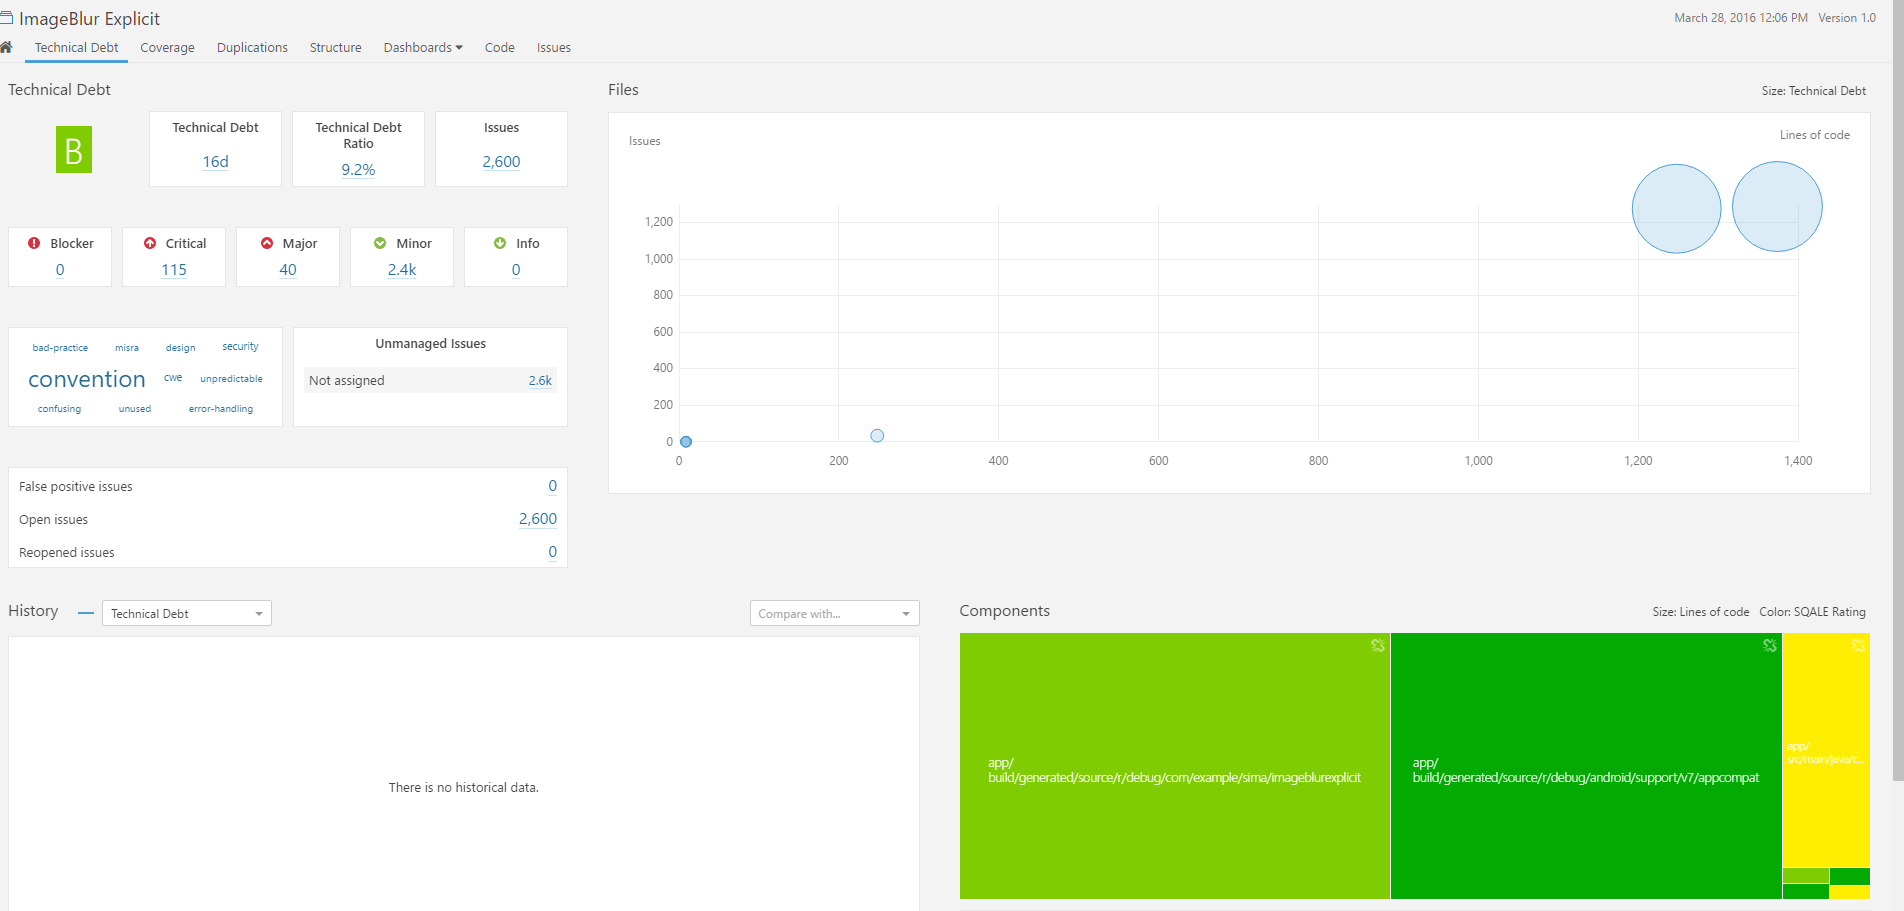 ImageBlur Explicit
March 28, 2016 12:06 PM Version 1.0
Technical Debt Coverage Duplications Structure Dashboards Code Issues
Technical Debt
B
Technical Debt
16d
Technical Debt
Ratio
9.2%
Issues
2,600
Blocker
0
Critical
115
Major
40
Minor
2.4k
Info
0
bad-practice misra design security
convention cwe unpredictable
confusing unused error-handling
Unmanaged Issues
Not assigned 2.6k
False positive issues 0
Open issues 2,600
Reopened issues 0
Files
Size: Technical Debt
Issues
Lines of code
1,200
1,000
800
600
400
200
0
0 200 400 600 800 1,000 1,200 1,400
History
Technical Debt
Compare with...
There is no historical data.
Components
Size: Lines of code Color: SQALE Rating
app/
build/generated/source/r/debug/com/example/sima/imageblurexplicit
app/
build/generated/source/r/debug/android/support/v7/appcompat
app/
src/main/java/c...